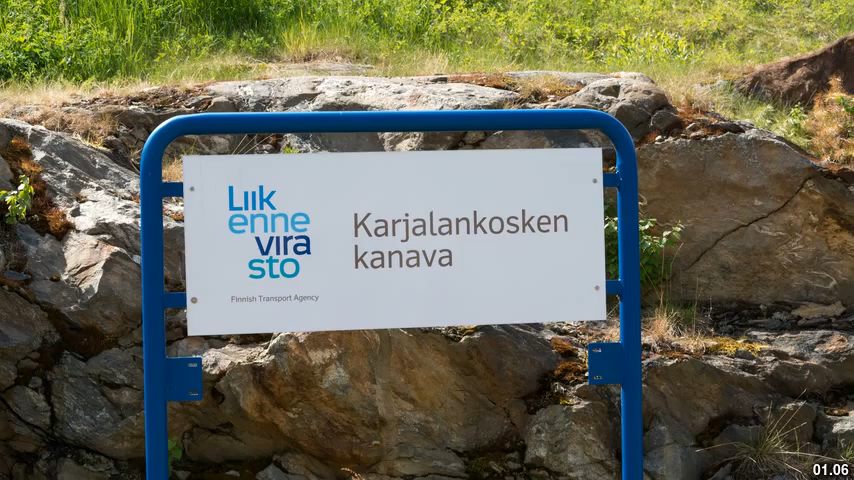 Liik
enne
vira
sto
Finnish Transport Agency
Karjalankosken
kanava
01.06